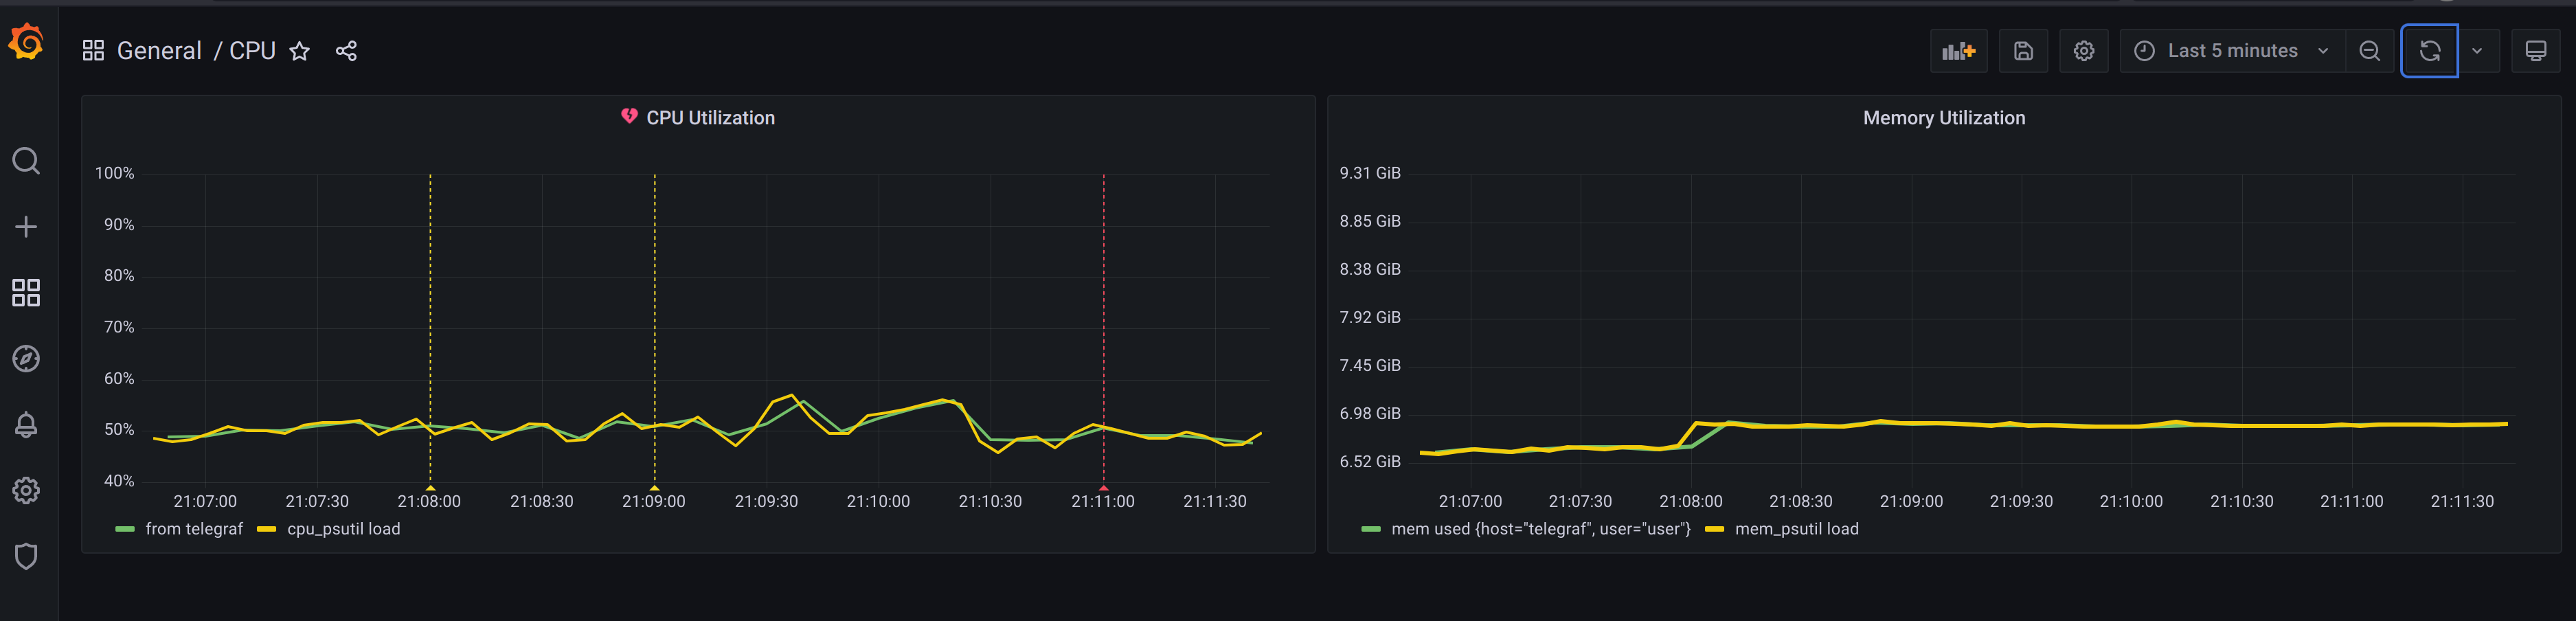 General / CPU
Last 5 minutes
CPU Utilization
100%
90%
80%
70%
60%
50%
40%
21:07:00 21:07:30 21:08:00 21:08:30 21:09:00 21:09:30 21:10:00 21:10:30 21:11:00 21:11:30
from telegraf cpu_psutil load
Memory Utilization
9.31 GiB
8.85 GiB
8.38 GiB
7.92 GiB
7.45 GiB
6.98 GiB
6.52 GiB
21:07:00 21:07:30 21:08:00 21:08:30 21:09:00 21:09:30 21:10:00 21:10:30 21:11:00 21:11:30
mem used {host="telegraf", user="user"} mem_psutil load